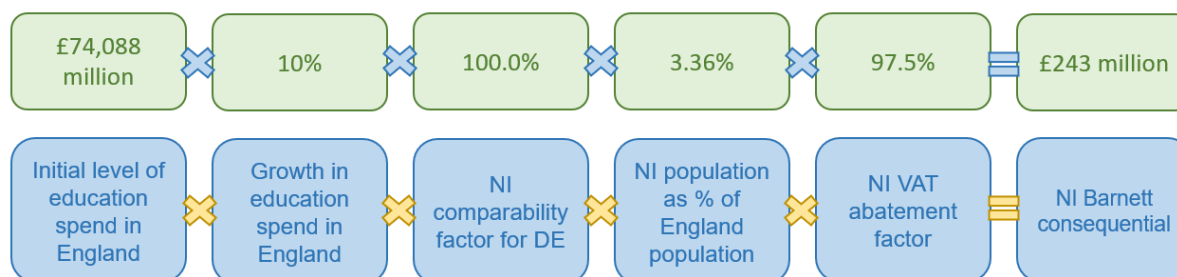 £74,088
million
10%
100.0%
3.36%
97.5%
£243 million
Initial level of
education
spend in
England
Growth in
education
spend in
England
NI
comparability
factor for DE
NI population
as % of
England
population
NI VAT
abatement
factor
NI Barnett
consequential